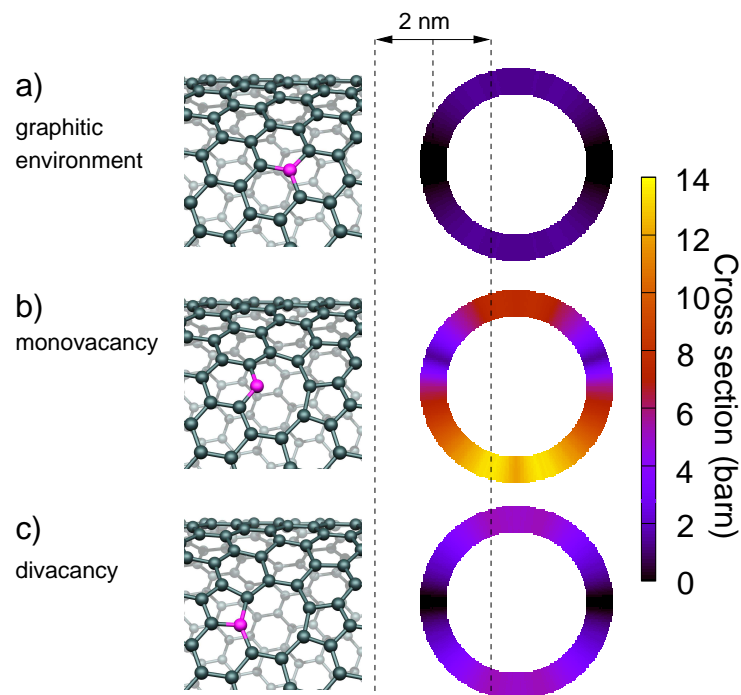 2 nm
a)
graphitic
environment
b)
monovacancy
c)
divacancy
14
12
10
8
6
4
2
0
Cross section (barn)